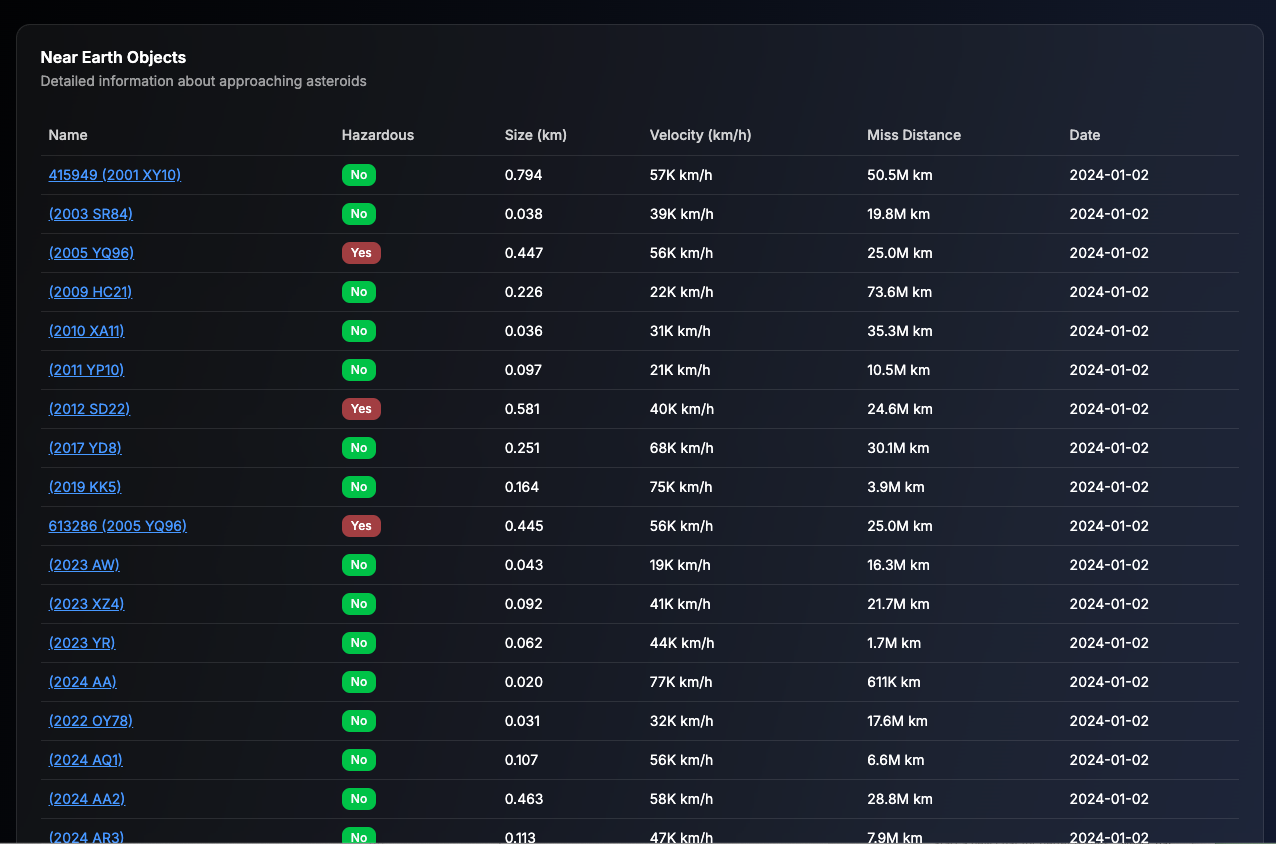 Near Earth Objects
Detailed information about approaching asteroids
Name Hazardous Size (km) Velocity (km/h) Miss Distance Date
415949 (2001 XY10) No 0.794 57K km/h 50.5M km 2024-01-02
(2003 SR84) No 0.038 39K km/h 19.8M km 2024-01-02
(2005 YQ96) Yes 0.447 56K km/h 25.0M km 2024-01-02
(2009 HC21) No 0.226 22K km/h 73.6M km 2024-01-02
(2010 XA11) No 0.036 31K km/h 35.3M km 2024-01-02
(2011 YP10) No 0.097 21K km/h 10.5M km 2024-01-02
(2012 SD22) Yes 0.581 40K km/h 24.6M km 2024-01-02
(2017 YD8) No 0.251 68K km/h 30.1M km 2024-01-02
(2019 KK5) No 0.164 75K km/h 3.9M km 2024-01-02
613286 (2005 YQ96) Yes 0.445 56K km/h 25.0M km 2024-01-02
(2023 AW) No 0.043 19K km/h 16.3M km 2024-01-02
(2023 XZ4) No 0.092 41K km/h 21.7M km 2024-01-02
(2023 YR) No 0.062 44K km/h 1.7M km 2024-01-02
(2024 AA) No 0.020 77K km/h 611K km 2024-01-02
(2022 OY78) No 0.031 32K km/h 17.6M km 2024-01-02
(2024 AQ1) No 0.107 56K km/h 6.6M km 2024-01-02
(2024 AA2) No 0.463 58K km/h 28.8M km 2024-01-02
(2024 AR3) No 0.113 47K km/h 7.9M km 2024-01-02